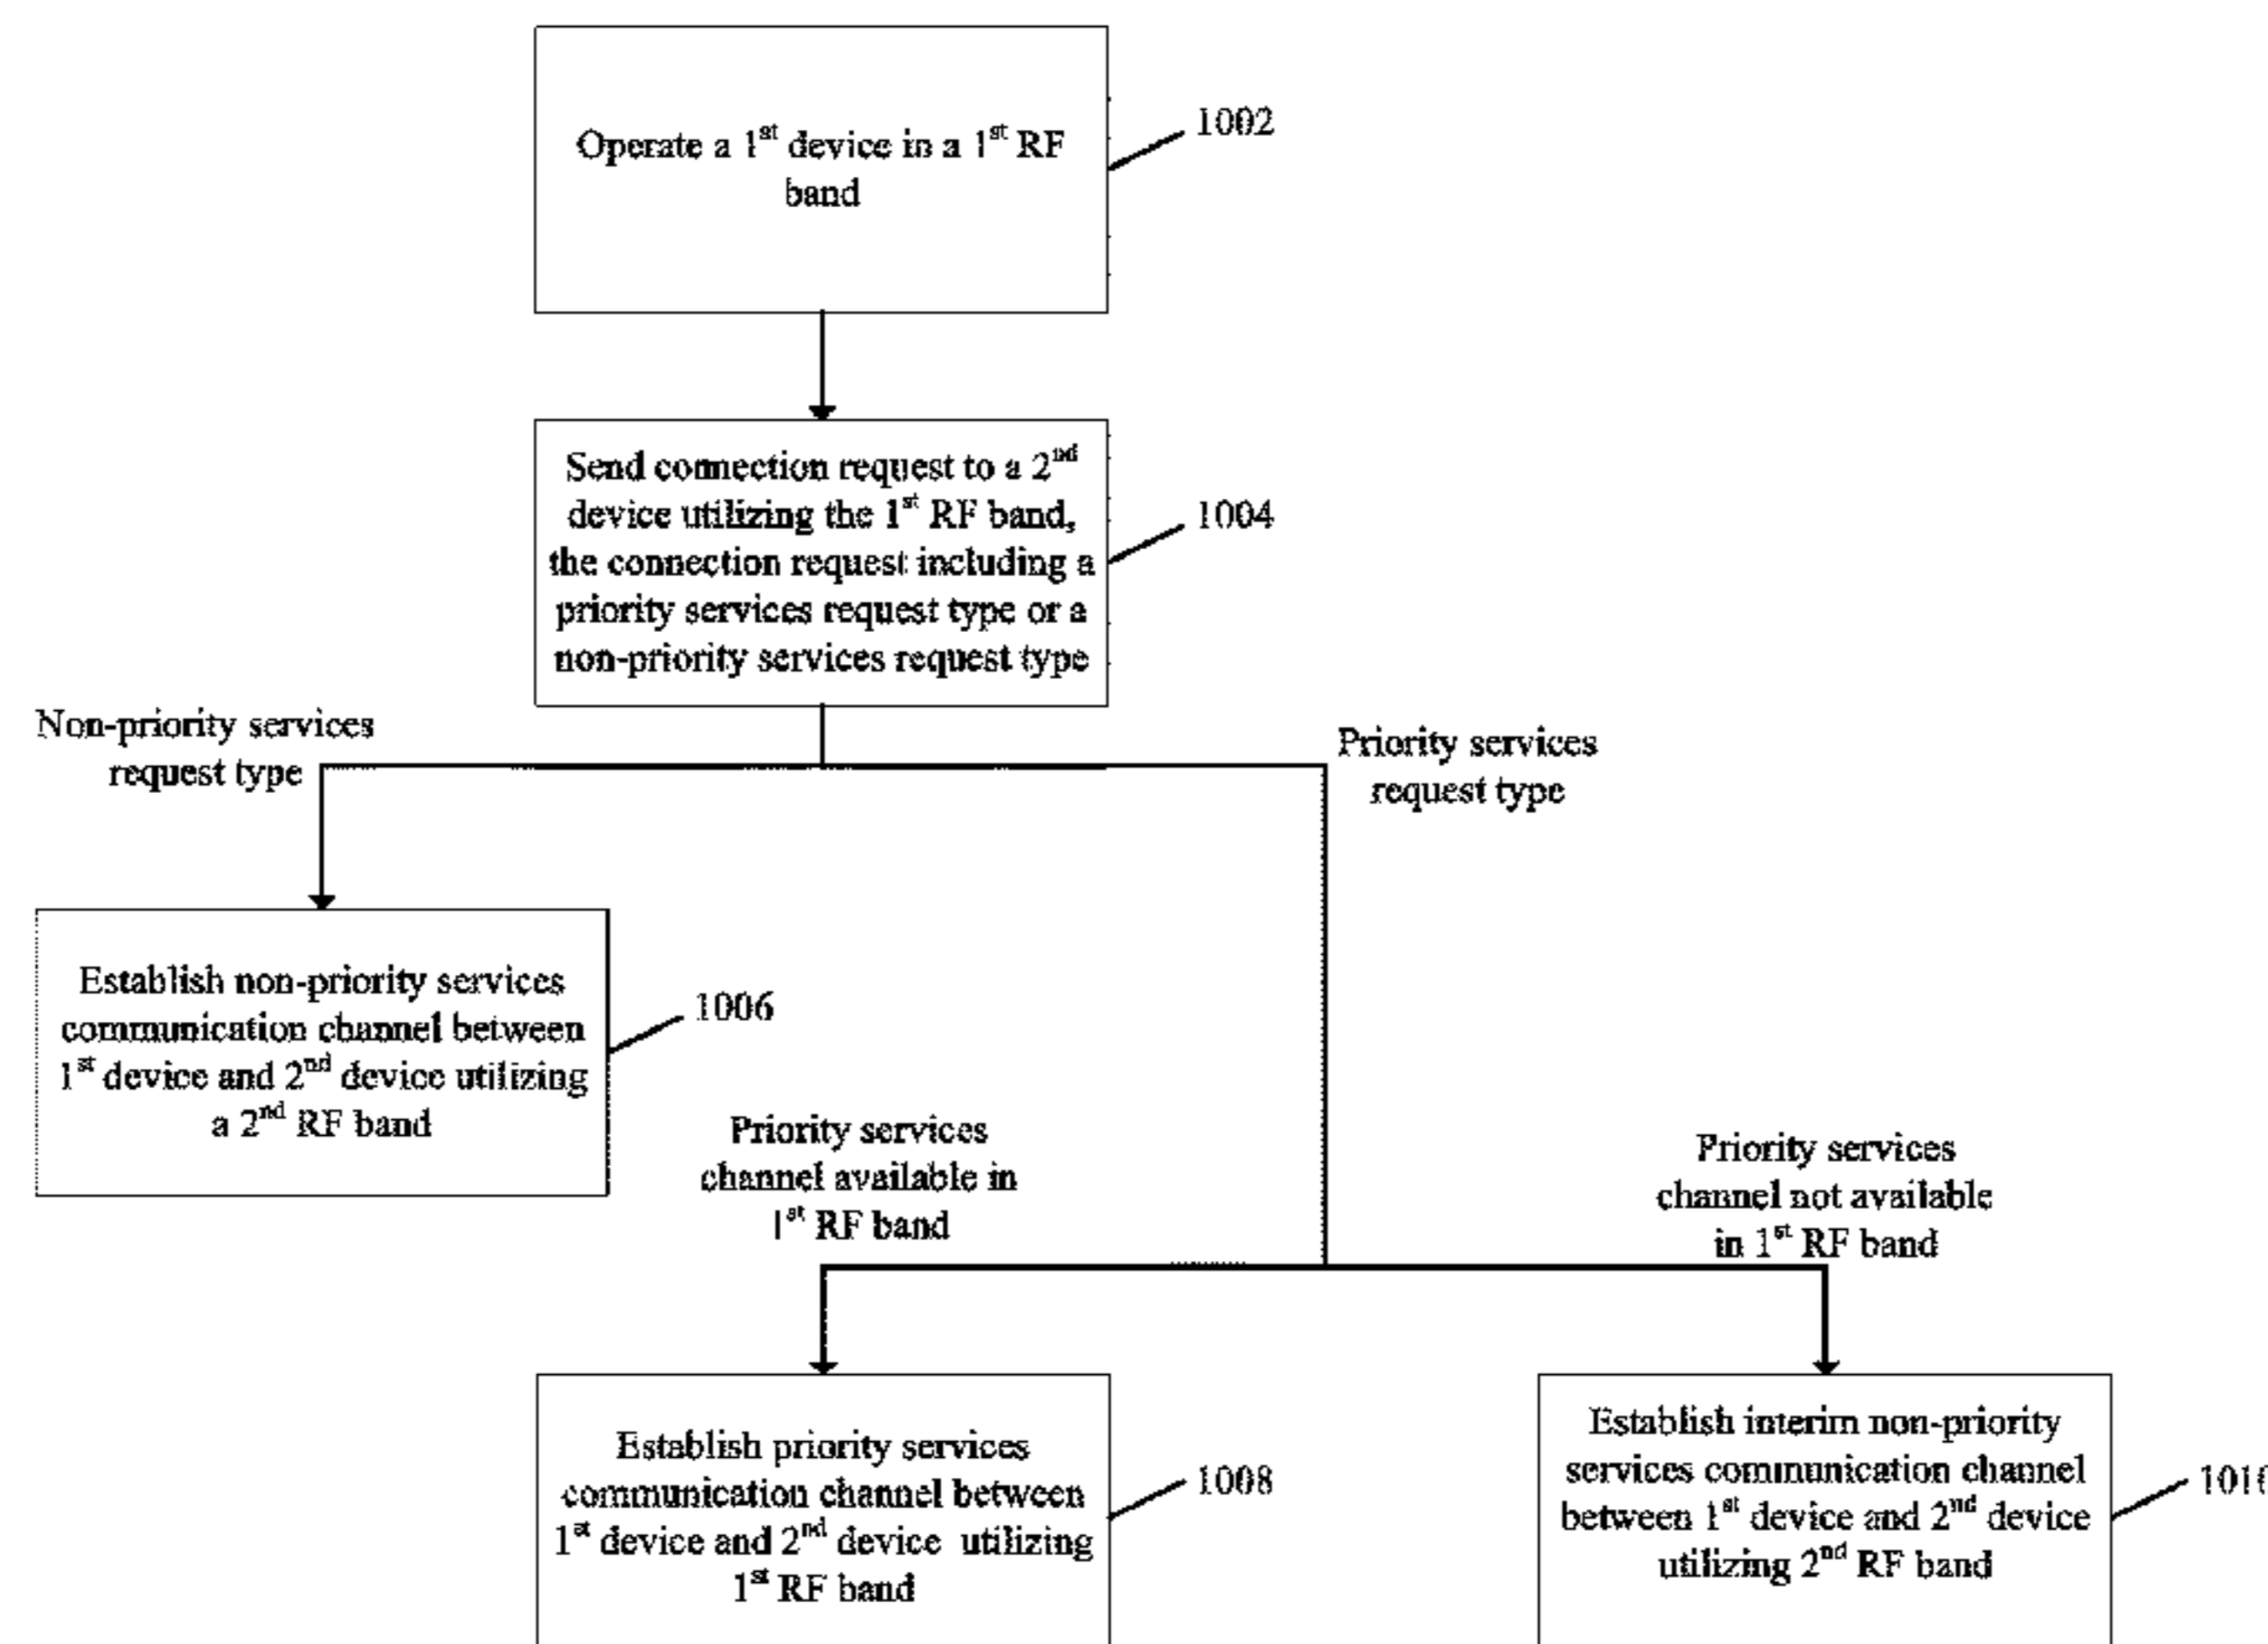 Operate a 1st device in a 1st RF
band
1002
Send connection request to a 2nd
device utilizing the 1st RF band,
the connection request including a
priority services request type or a
non-priority services request type
1004
Non-priority services
request type
Priority services
request type
Establish non-priority services
communication channel between
1st device and 2nd device utilizing
a 2nd RF band
1006
Priority services
channel available in
1st RF band
Priority services
channel not available
in 1st RF band
Establish priority services
communication channel between
1st device and 2nd device utilizing
1st RF band
1008
Establish interim non-priority
services communication channel
between 1st device and 2nd device
utilizing 2nd RF band
1010